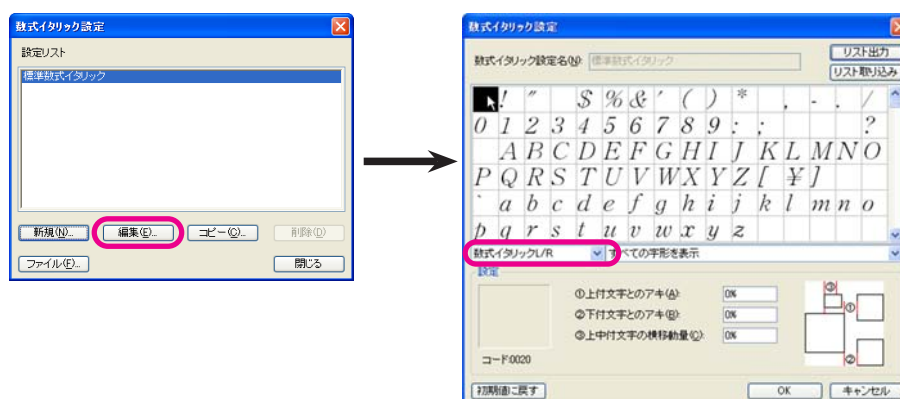 数式イタリック設定
設定リスト
標準数式イタリック
新規(N)...
編集(E)...
コピー(C)...
削除(D)
ファイル(F)...
閉じる
数式イタリック設定
数式イタリック設定名(N):
標準数式イタリック
リスト出力
リスト取り込み
! " $ % & ' ( ) * , - . /
0 1 2 3 4 5 6 7 8 9 : ; ?
A B C D E F G H I J K L M N O
P Q R S T U V W X Y Z [ ¥ ]
` a b c d e f g h i j k l m n o
p q r s t u v w x y z
数式イタリックL/R
すべての字形を表示
設定
①上付文字とのアキ(A): 0%
②下付文字とのアキ(B): 0%
③上中付文字の横移動量(C): 0%
③
①
②
コード0020
初期値に戻す
OK
キャンセル